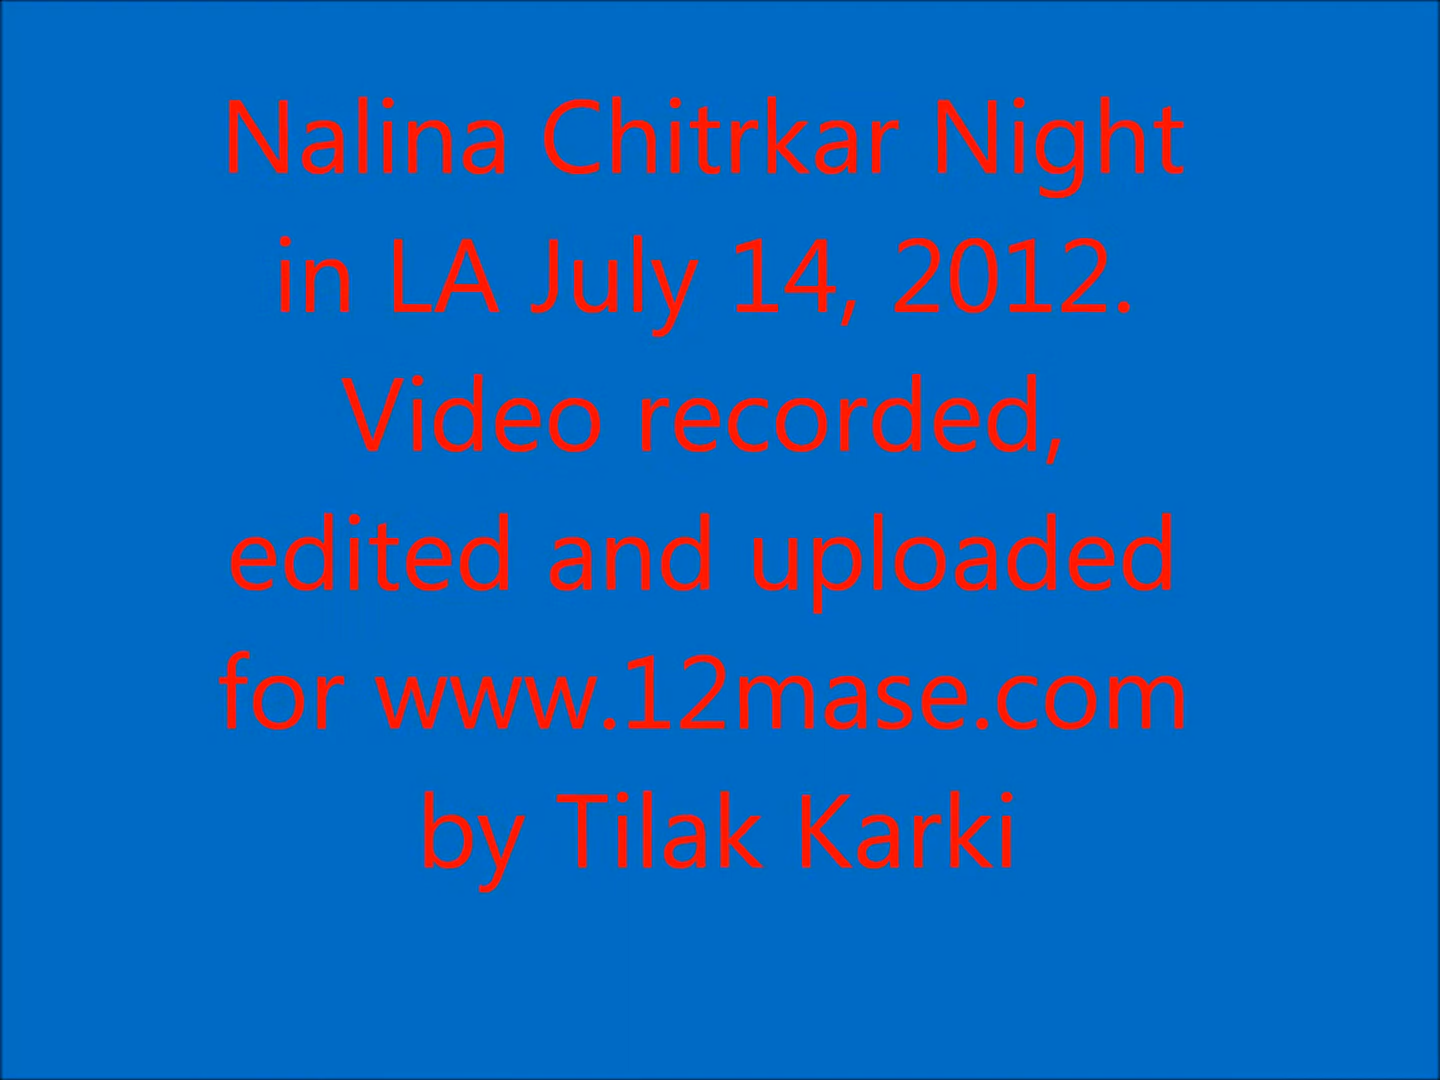 Nalina Chitrkar Night
in LA July 14, 2012.
Video recorded,
edited and uploaded
for www.12mase.com
by Tilak Karki